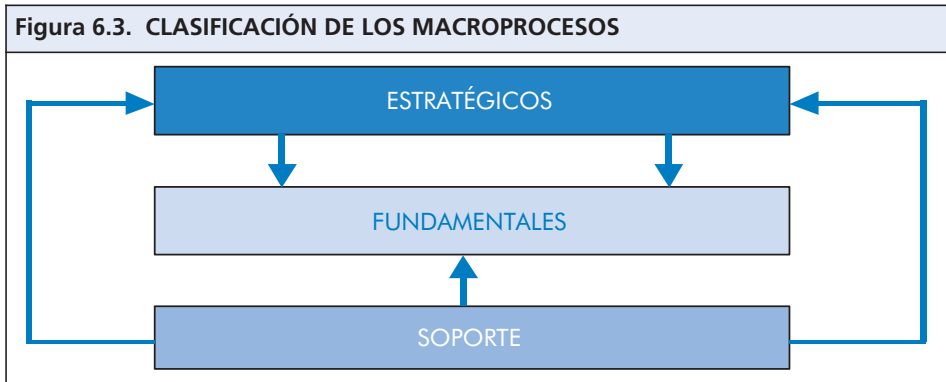 Figura 6.3. CLASIFICACIÓN DE LOS MACROPROCESOS
ESTRATÉGICOS
FUNDAMENTALES
SOPORTE